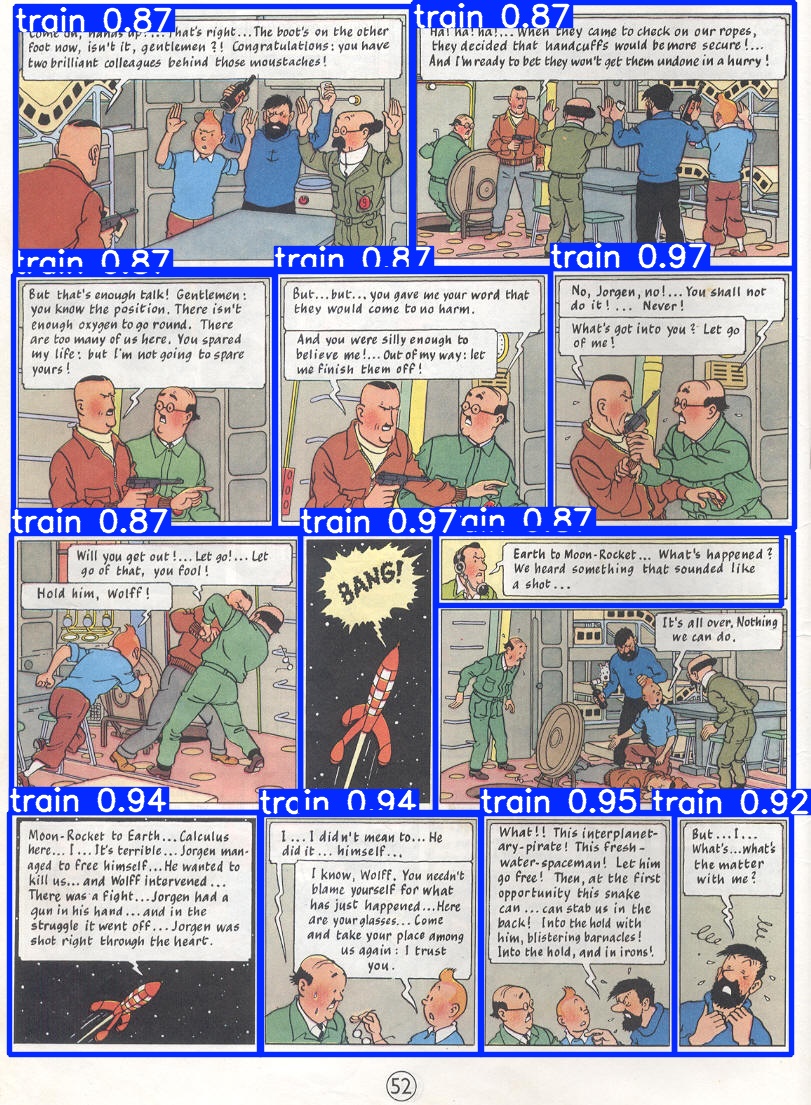 train 0.87
Come on, hands up!... That's right... The boot's on the other
foot now, isn't it, gentlemen?! Congratulations: you have
two brilliant colleagues behind those moustaches!
train 0.87
Ha! ha! ha!... When they came to check on our ropes,
they decided that handcuffs would be more secure!...
And I'm ready to bet they won't get them undone in a hurry!
train 0.87
But that's enough talk! Gentlemen:
you know the position. There isn't
enough oxygen to go round. There
are too many of us here. You spared
my life: but I'm not going to spare
yours!
train 0.87
But...but... you gave me your word that
they would come to no harm.
And you were silly enough to
believe me!... Out of my way: let
me finish them off!
train 0.97
No, Jorgen, no!... You shall not
do it! ... Never!
What's got into you? Let go
of me!
train 0.87
Will you get out!... Let go!... Let
go of that, you fool!
Hold him, Wolff!
train 0.97
BANG!
ain 0.87
Earth to Moon-Rocket... What's happened?
We heard something that sounded like
a shot...
It's all over. Nothing
we can do.
train 0.94
Moon-Rocket to Earth... Calculus
here... I... It's terrible... Jorgen man-
aged to free himself... He wanted to
kill us... and Wolff intervened...
There was a fight... Jorgen had a
gun in his hand... and in the
struggle it went off... Jorgen was
shot right through the heart.
train 0.94
I... I didn't mean to... He
did it... himself...
I know, Wolff. You needn't
blame yourself for what
has just happened... Here
are your glasses... Come
and take your place among
us again: I trust
you.
train 0.95
What!! This interplanet-
ary-pirate! This fresh-
water-spaceman! Let him
go free! Then, at the first
opportunity this snake
can... can stab us in the
back! Into the hold with
him, blistering barnacles!
Into the hold, and in irons!
train 0.92
But... I...
What's...what's
the matter
with me?
52